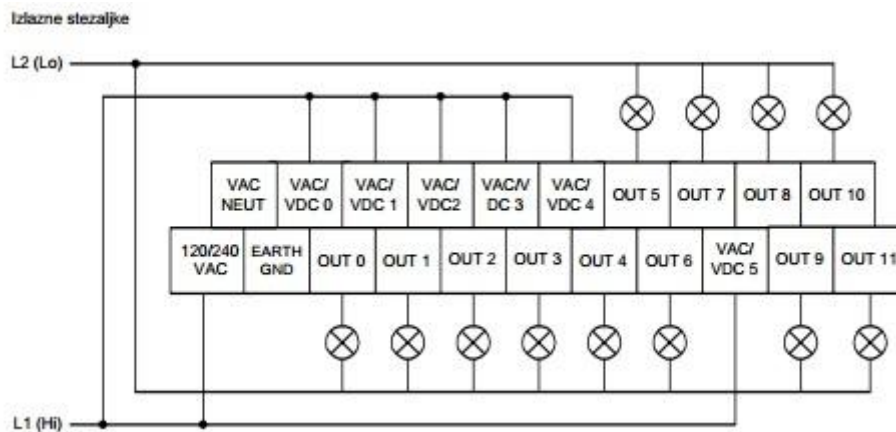 Izlazne stezaljke
L2 (Lo)
VAC NEUT
VAC/ VDC 0
VAC/ VDC 1
VAC/ VDC2
VAC/V DC 3
VAC/ VDC 4
OUT 5
OUT 7
OUT 8
OUT 10
120/240 VAC
EARTH GND
OUT 0
OUT 1
OUT 2
OUT 3
OUT 4
OUT 6
VAC/ VDC 5
OUT 9
OUT 11
L1 (Hi)